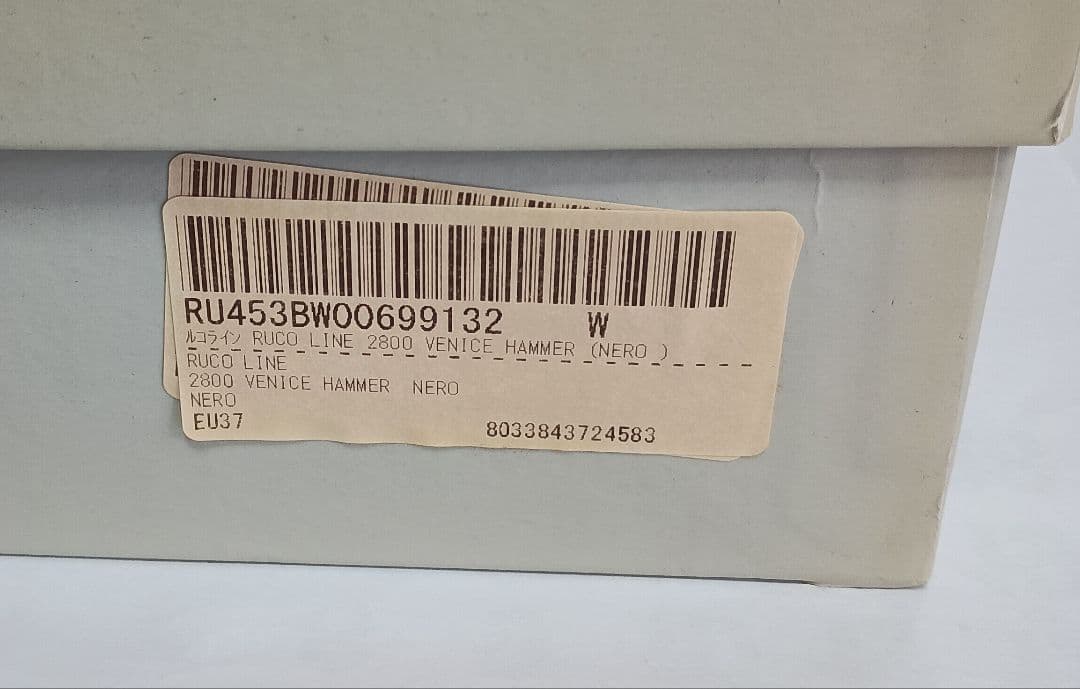 RU453BW00699132 W
ﾙｺﾗｲﾝ RUCO LINE 2800 VENICE HAMMER (NERO )
RUCO LINE
2800 VENICE HAMMER NERO
NERO
EU37 8033843724583